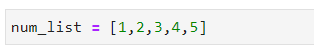 num_list = [1,2,3,4,5]